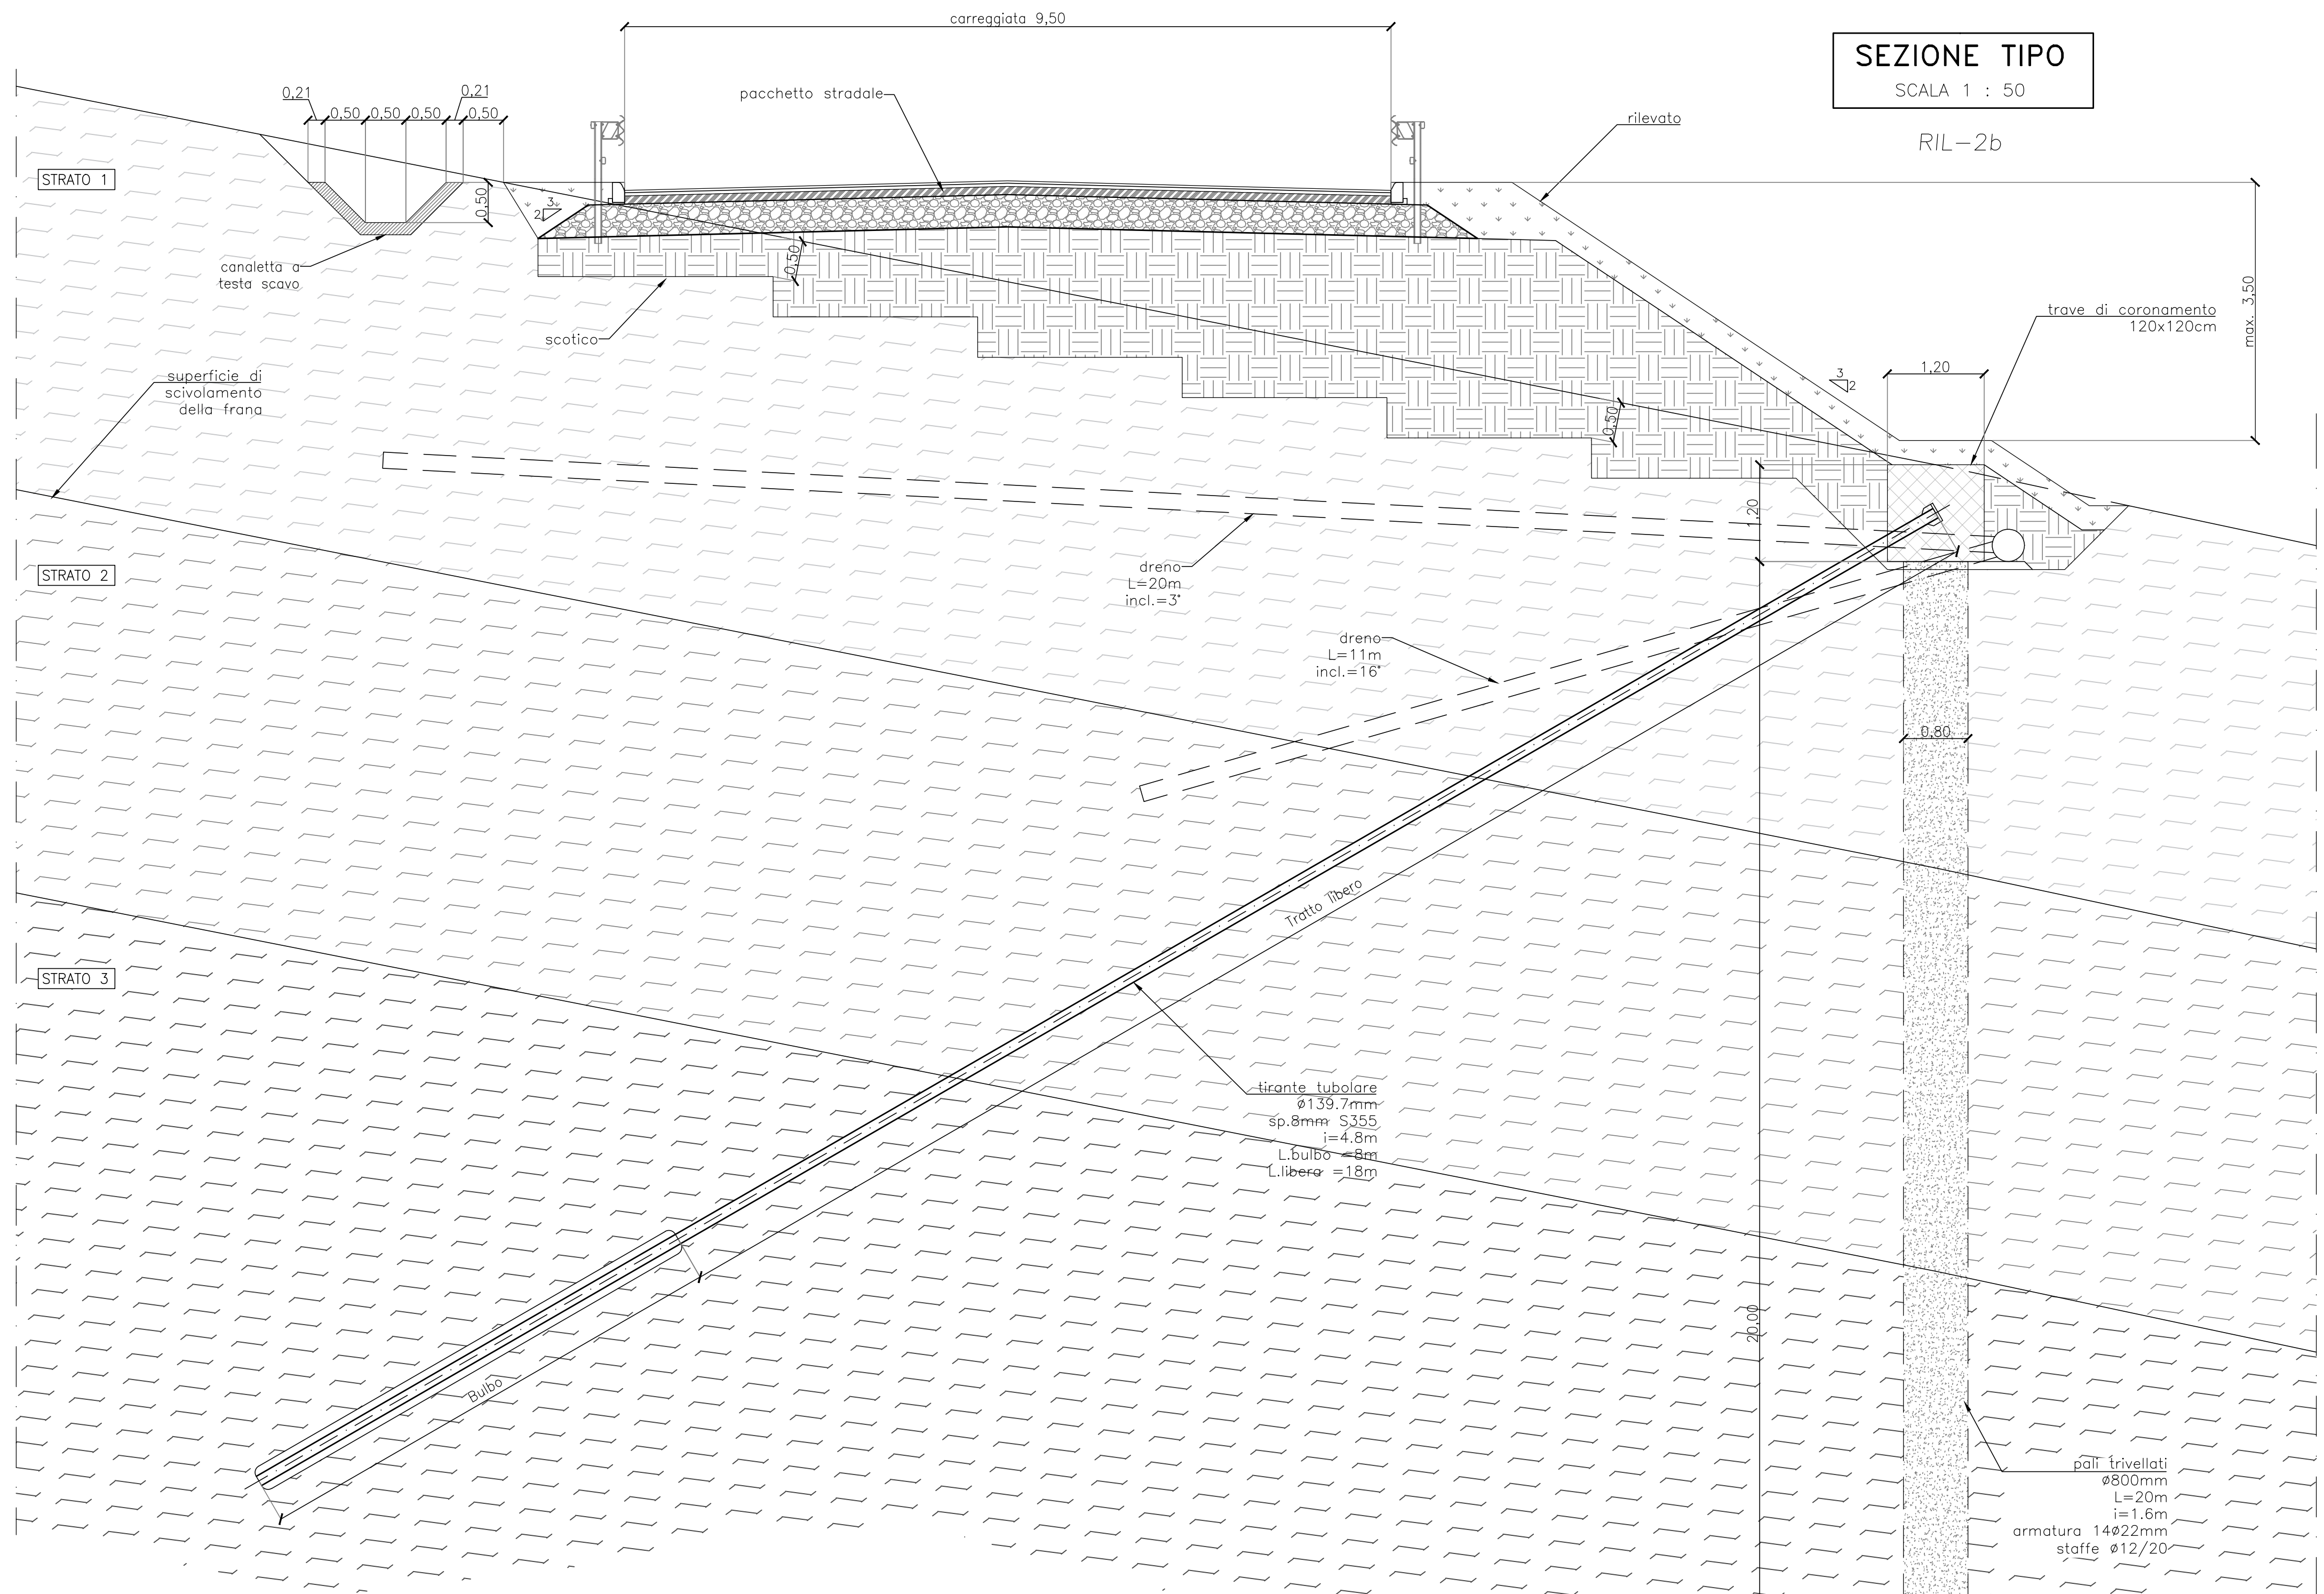 carreggiata 9,50
SEZIONE TIPO
SCALA 1 : 50
RIL-2b
pacchetto stradale
rilevato
0,21
0,21
0,50
0,50
0,50
0,50
STRATO 1
0,50
3
2
canaletta a
testa scavo
0,50
scotico
trave di coronamento
120x120cm
max. 3,50
superficie di
scivolamento
della frana
3
2
1,20
0,50
1,20
STRATO 2
dreno
L=20m
incl.=3°
dreno
L=11m
incl.=16°
0,80
Tratto libero
STRATO 3
tirante tubolare
ø139.7mm
sp.8mm S355
i=4.8m
L.bulbo =8m
L.libera =18m
20,00
Bulbo
pali trivellati
ø800mm
L=20m
i=1.6m
armatura 14ø22mm
staffe ø12/20